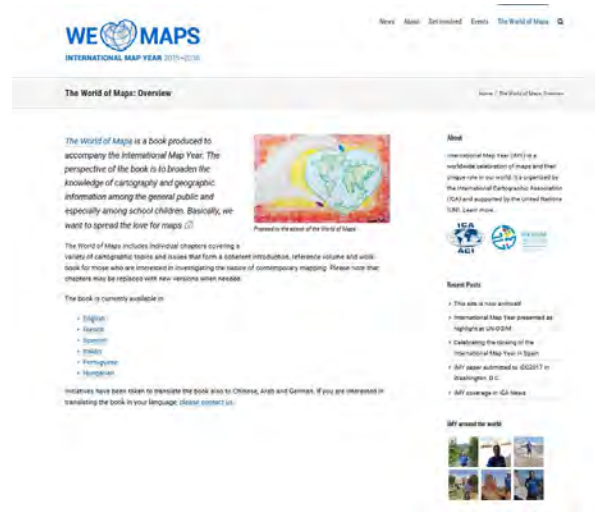 WE MAPS
INTERNATIONAL MAP YEAR 2015–2016
News About Get Involved Events The World of Maps
The World of Maps: Overview
Home / The World of Maps: Overview
The World of Maps is a book produced to
accompany the International Map Year. The
perspective of the book is to broaden the
knowledge of cartography and geographic
information among the general public and
especially among school children. Basically, we
want to spread the love for maps
Proceed to the eBook of the World of Maps
The World of Maps includes individual chapters covering a
variety of cartographic topics and issues that form a coherent introduction, reference volume and work
book for those who are interested in investigating the nature of contemporary mapping. Please note that
chapters may be replaced with new versions when needed.
The book is currently available in
English
French
Spanish
Italian
Portuguese
Hungarian
Initiatives have been taken to translate the book also to Chinese, Arab and German. If you are interested in
translating the book in your language, please contact us.
About
International Map Year (IMY) is a
worldwide celebration of maps and their
unique role in our world. It is organized by
the International Cartographic Association
(ICA) and supported by the United Nations
(UN). Learn more.
ICA
ACI
Recent Posts
This site is now archived!
International Map Year presented as
highlight at UN-GGIM
Celebrating the closing of the
International Map Year in Spain
IMY paper submitted to ICC2017 in
Washington, D.C.
IMY coverage in ICA News
IMY around the world